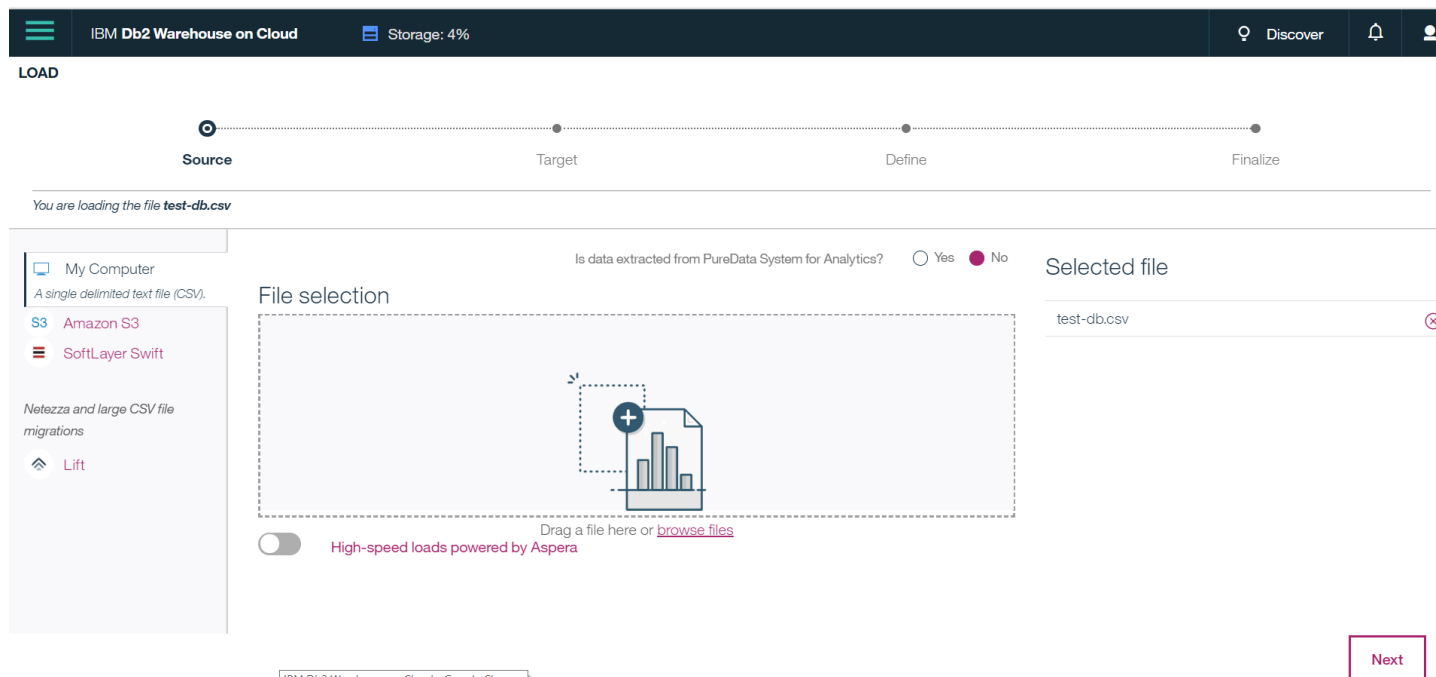 IBM Db2 Warehouse on Cloud Storage: 4% Discover
LOAD
Source Target Define Finalize
You are loading the file test-db.csv
My Computer
A single delimited text file (CSV).
S3 Amazon S3
SoftLayer Swift
Netezza and large CSV file
migrations
Lift
Is data extracted from PureData System for Analytics? Yes No
File selection
Drag a file here or browse files
High-speed loads powered by Aspera
Selected file
test-db.csv
Next